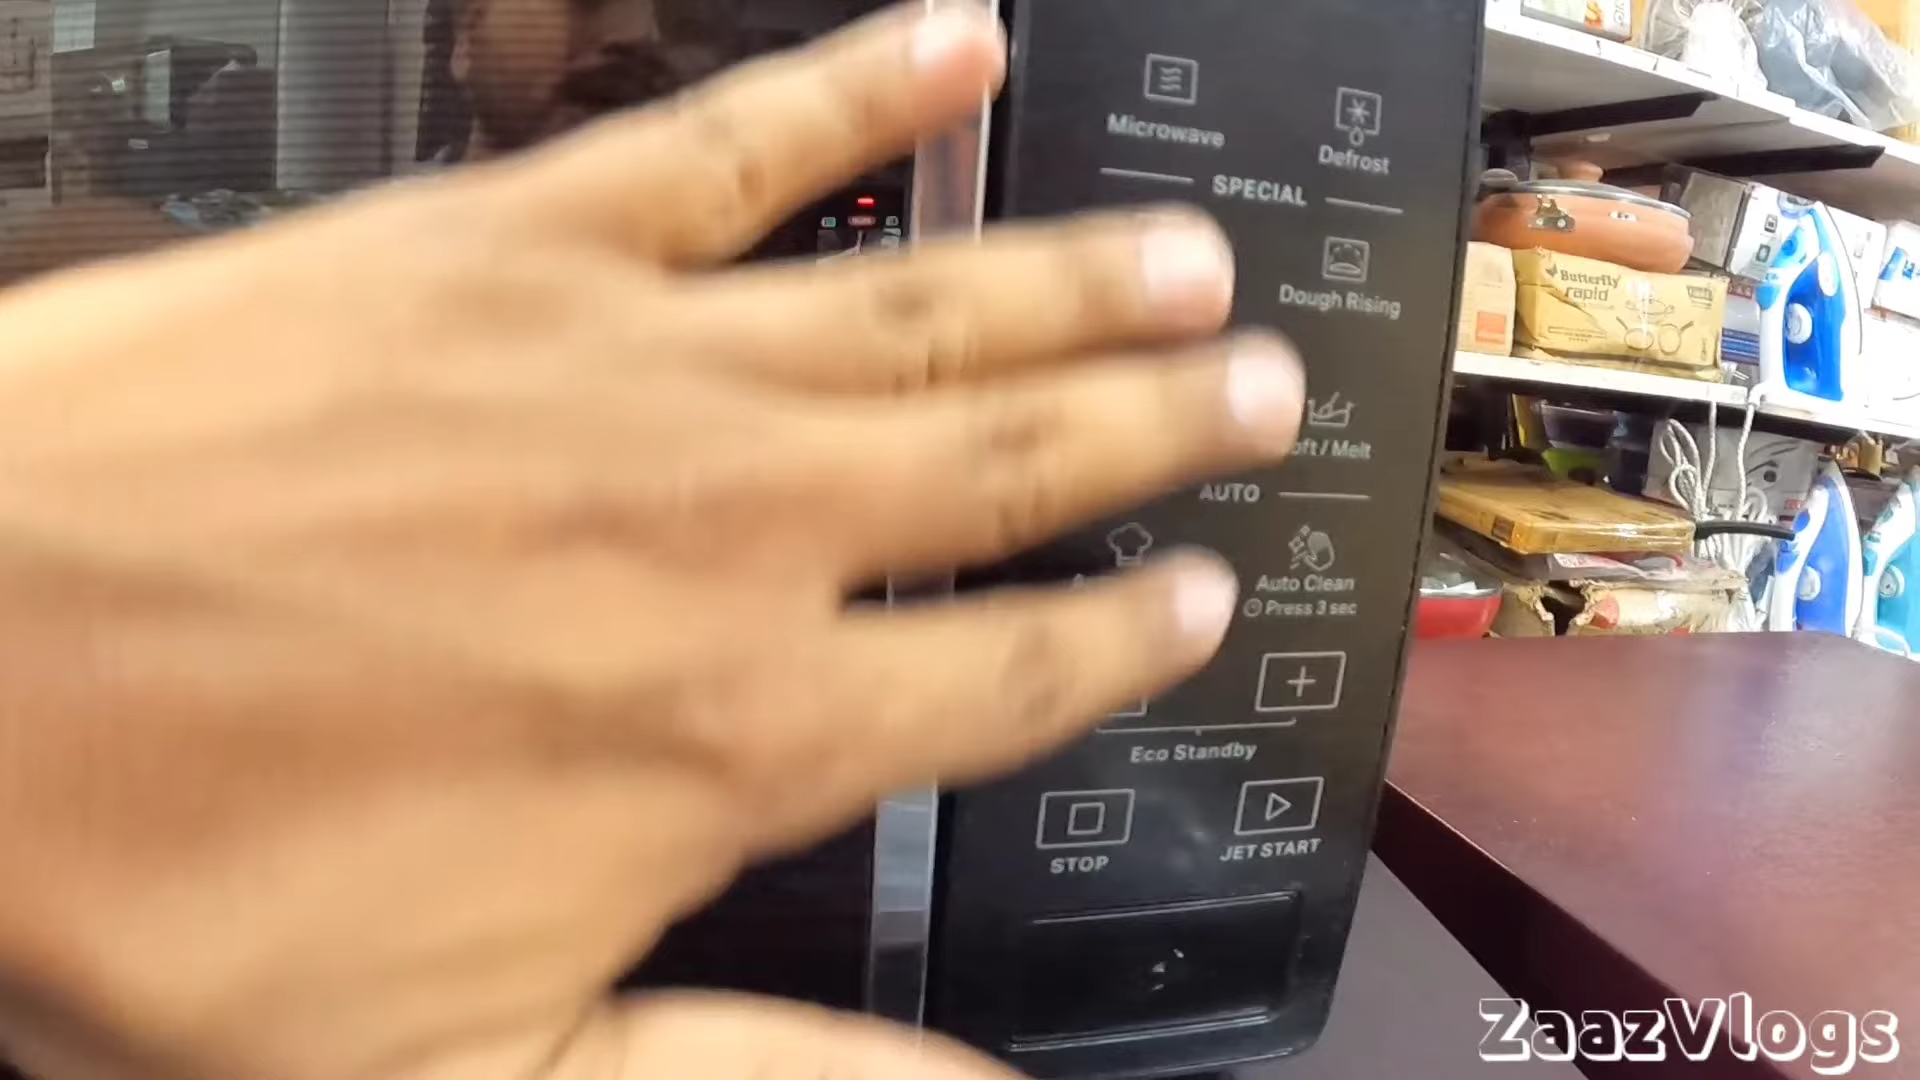 Microwave
Defrost
SPECIAL
Dough Rising
oft / Melt
AUTO
Auto Clean
Press 3 sec
+
Eco Standby
STOP
JET START
Butterfly
rapid
ZaazVlogs